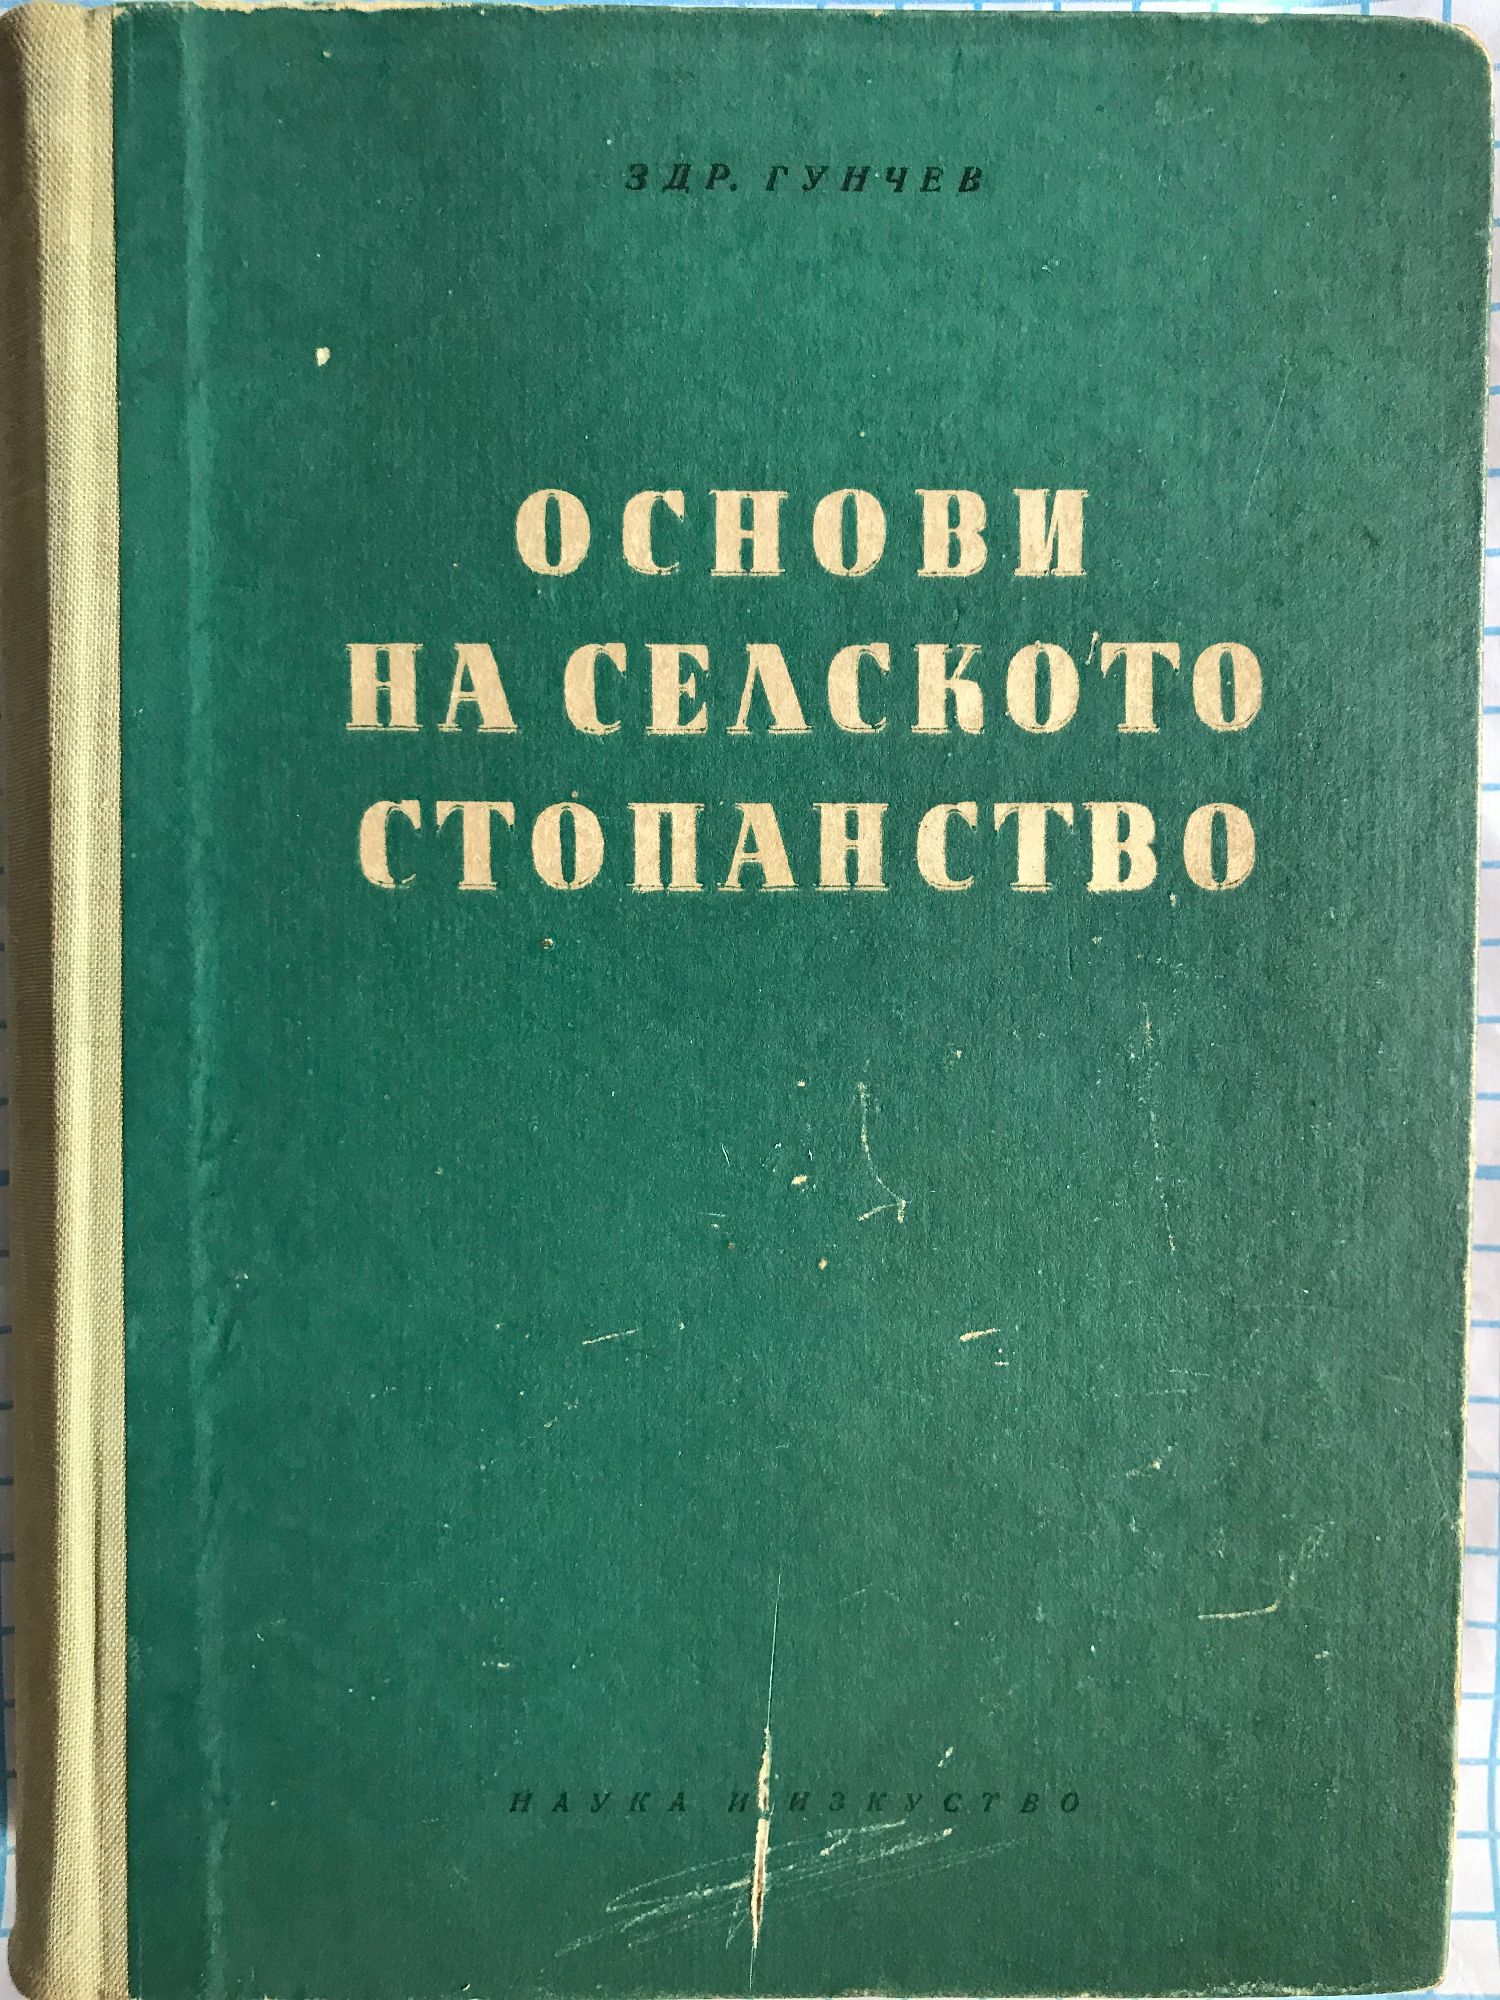 ЗДР. ГУНЧЕВ
ОСНОВИ
НА СЕЛСКОТО
СТОПАНСТВО
НАУКА И ИЗКУСТВО